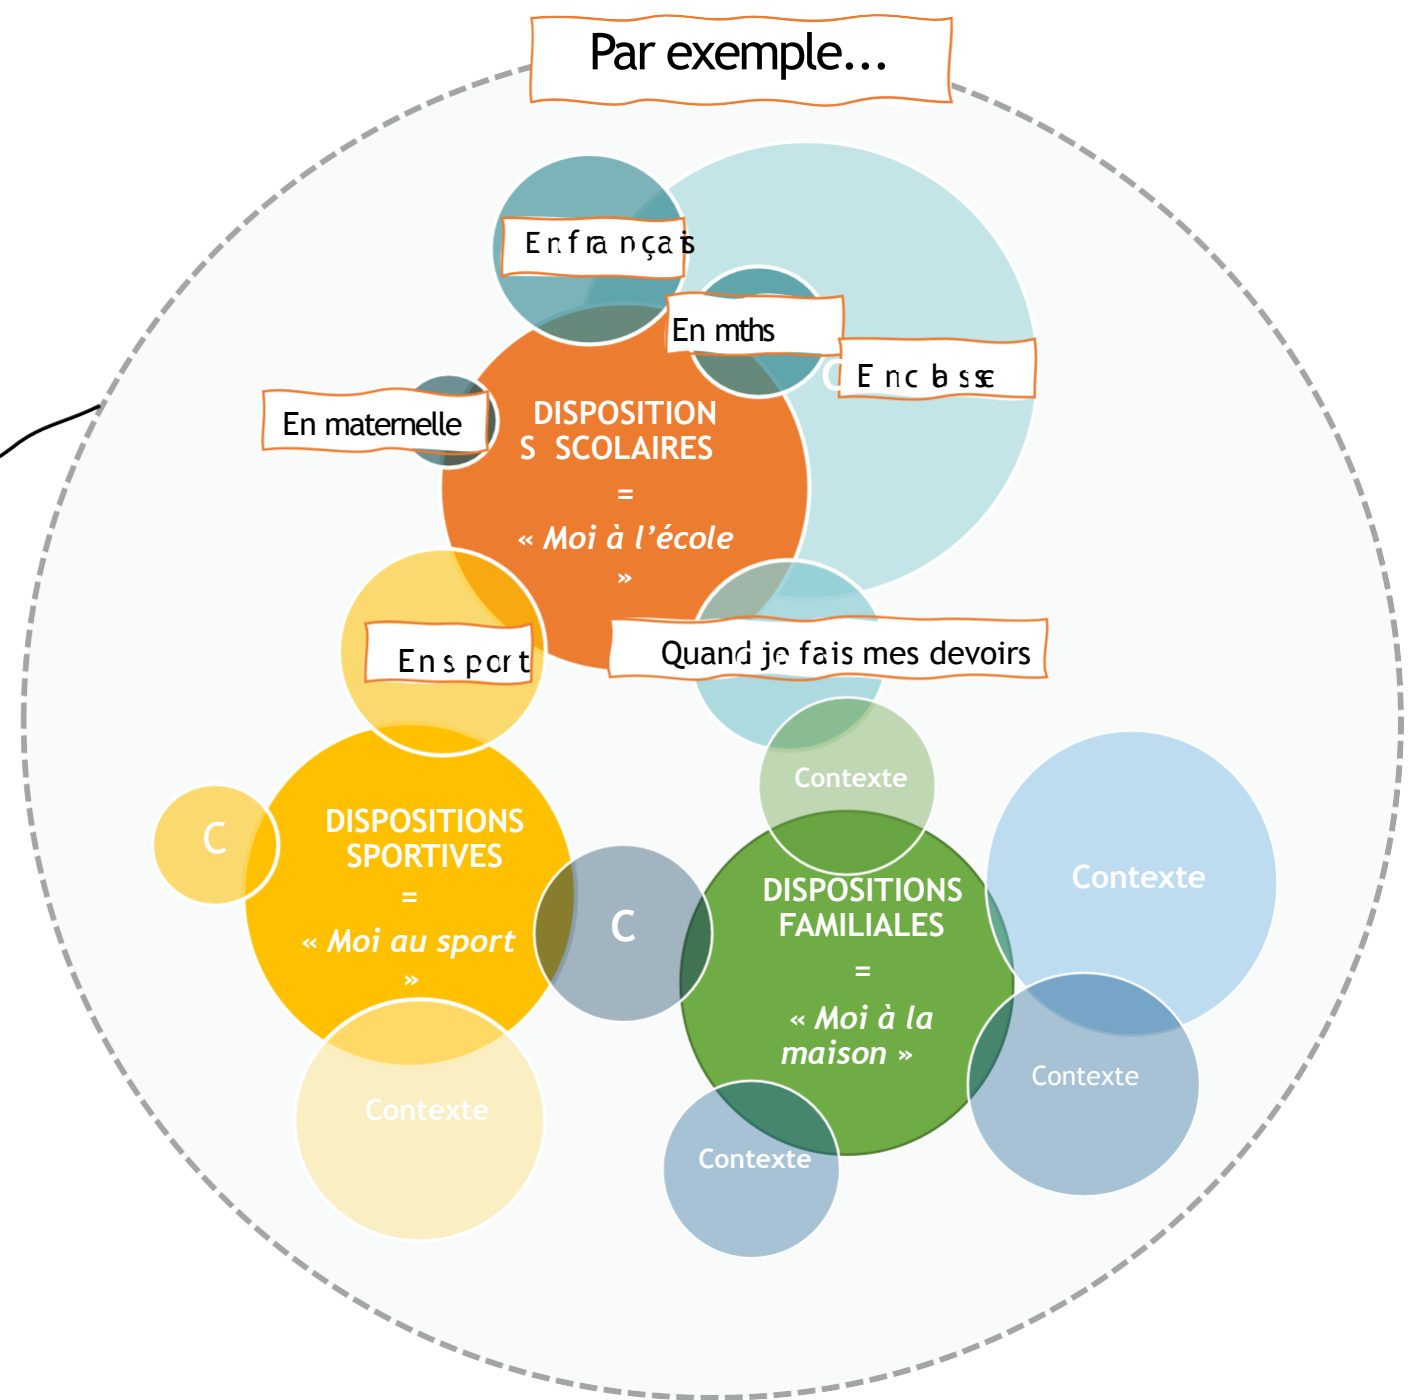 Par exemple...
En français
En mths
En classe
En maternelle
DISPOSITION
S SCOLAIRES
=
« Moi à l’école
»
En sport
Quand je fais mes devoirs
Contexte
C
DISPOSITIONS
SPORTIVES
=
« Moi au sport
»
C
DISPOSITIONS
FAMILIALES
=
« Moi à la
maison »
Contexte
Contexte
Contexte
Contexte